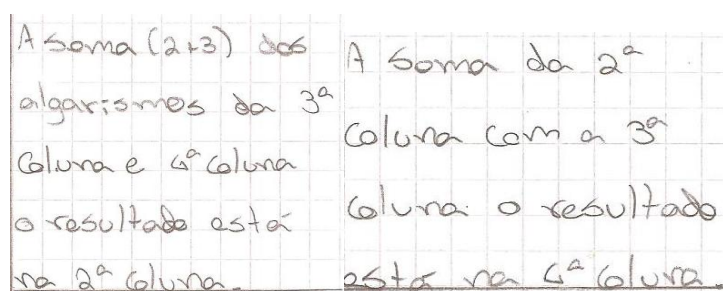 A soma (2+3) dos
algarismos da 3ª
coluna e 4ª coluna
o resultado está
na 2ª coluna.
A soma da 2ª
coluna com a 3ª
coluna o resultado
está na 4ª coluna.